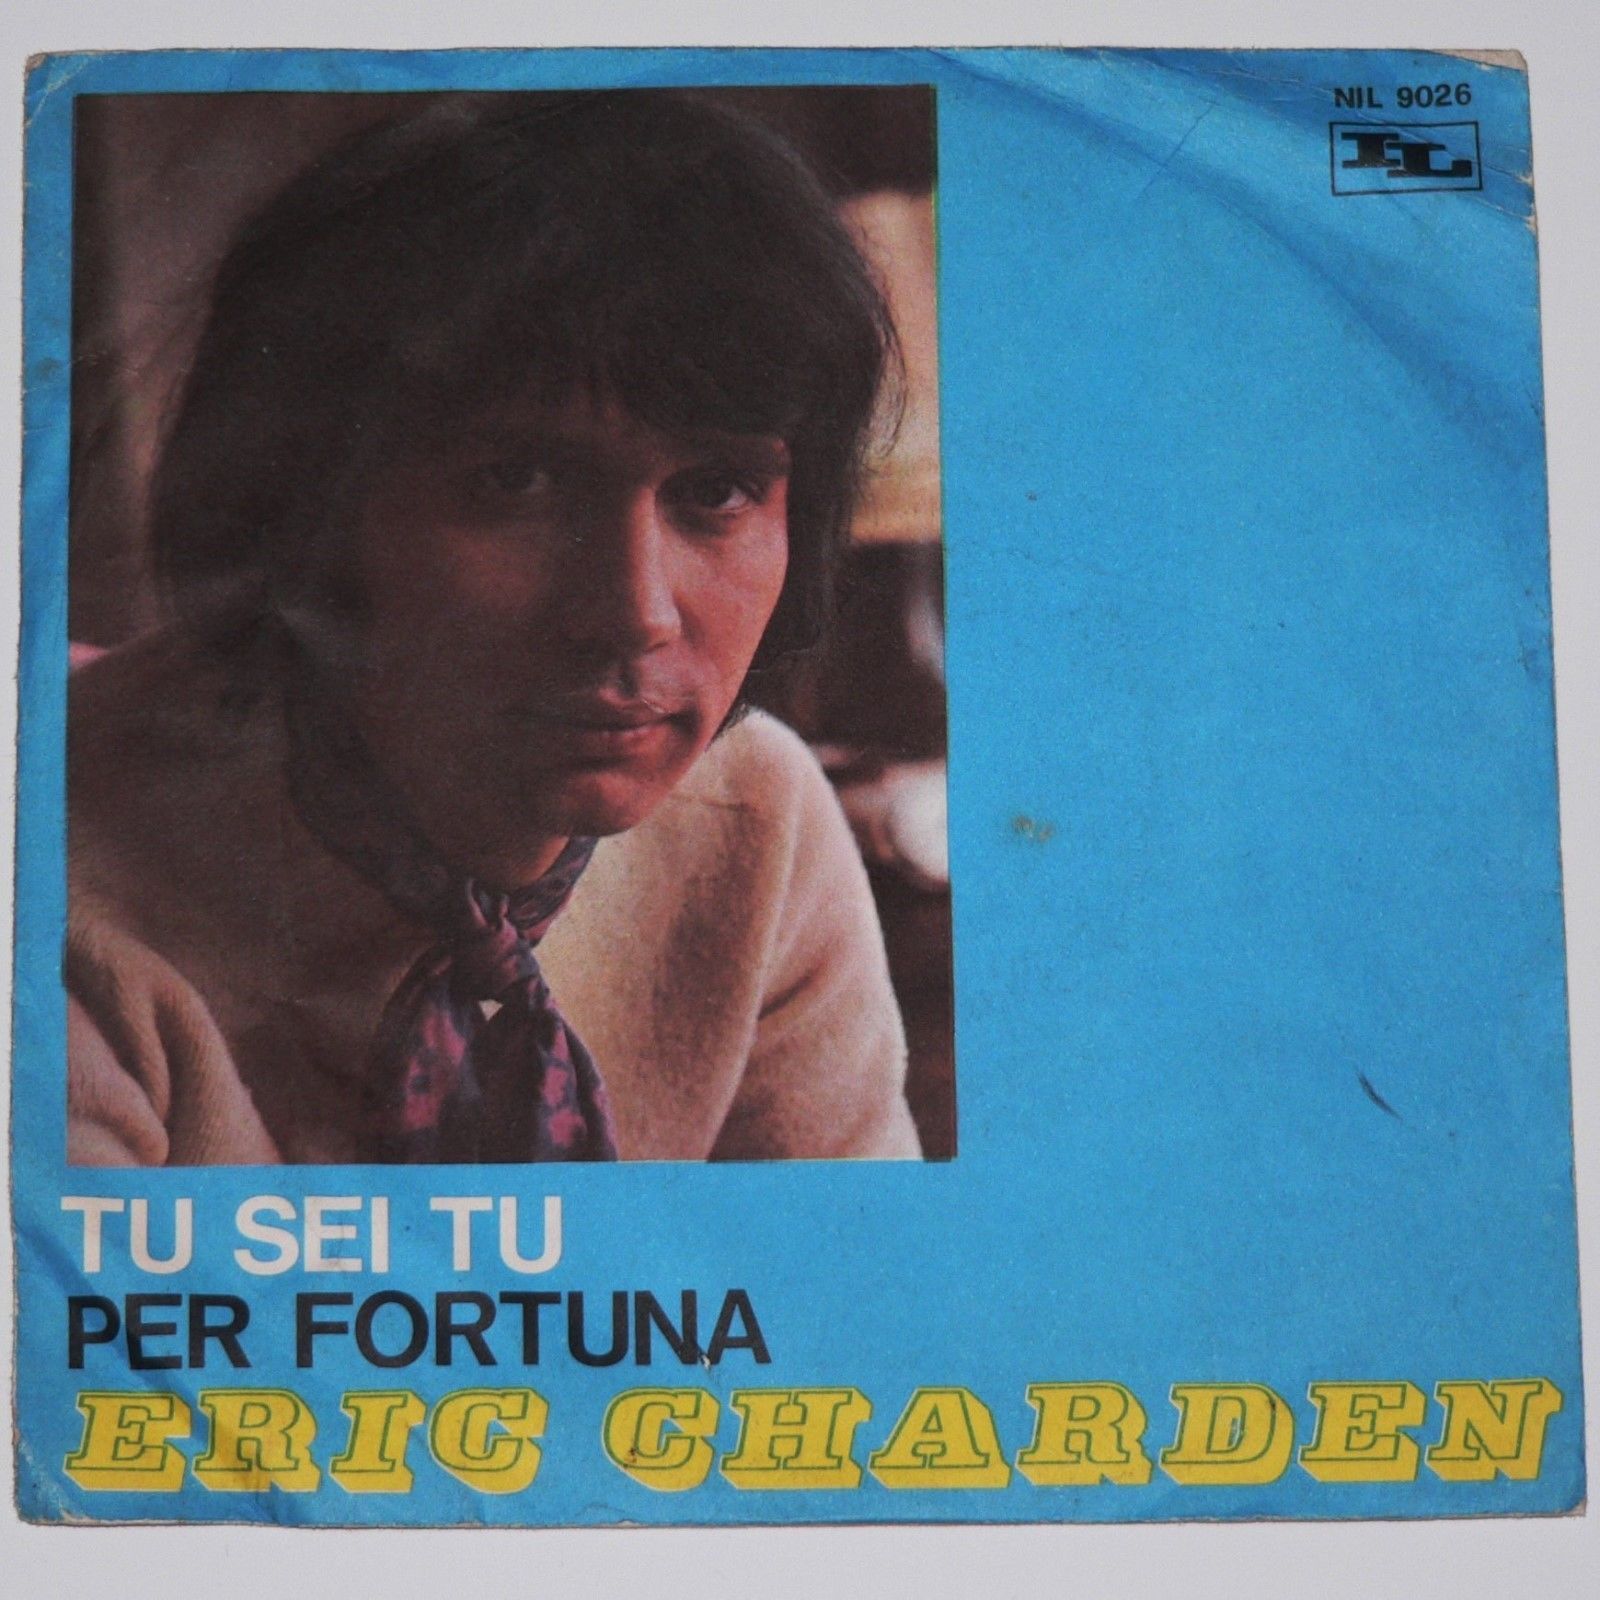 NIL 9026
IL
TU SEI TU
PER FORTUNA
ERIC CHARDEN